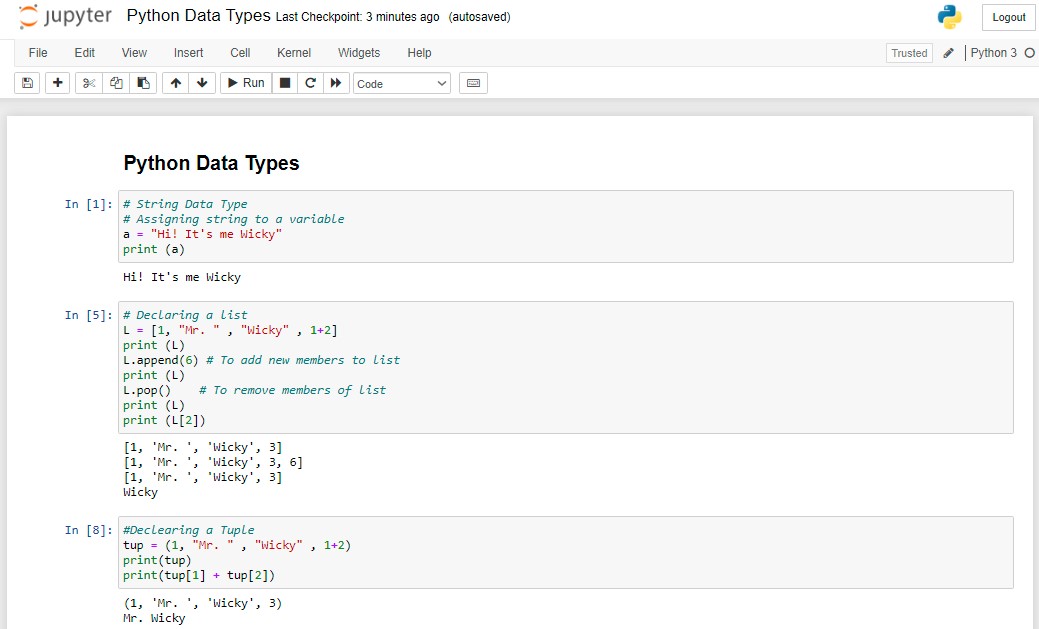 jupyter Python Data Types Last Checkpoint: 3 minutes ago (autosaved) Logout
File Edit View Insert Cell Kernel Widgets Help Trusted Python 3
Run Code
Python Data Types
In [1]: # String Data Type
# Assigning string to a variable
a = "Hi! It's me Wicky"
print (a)
Hi! It's me Wicky
In [5]: # Declaring a list
L = [1, "Mr. " , "Wicky" , 1+2]
print (L)
L.append(6) # To add new members to list
print (L)
L.pop()    # To remove members of list
print (L)
print (L[2])
[1, 'Mr. ', 'Wicky', 3]
[1, 'Mr. ', 'Wicky', 3, 6]
[1, 'Mr. ', 'Wicky', 3]
Wicky
In [8]: #Declearing a Tuple
tup = (1, "Mr. " , "Wicky" , 1+2)
print(tup)
print(tup[1] + tup[2])
(1, 'Mr. ', 'Wicky', 3)
Mr. Wicky